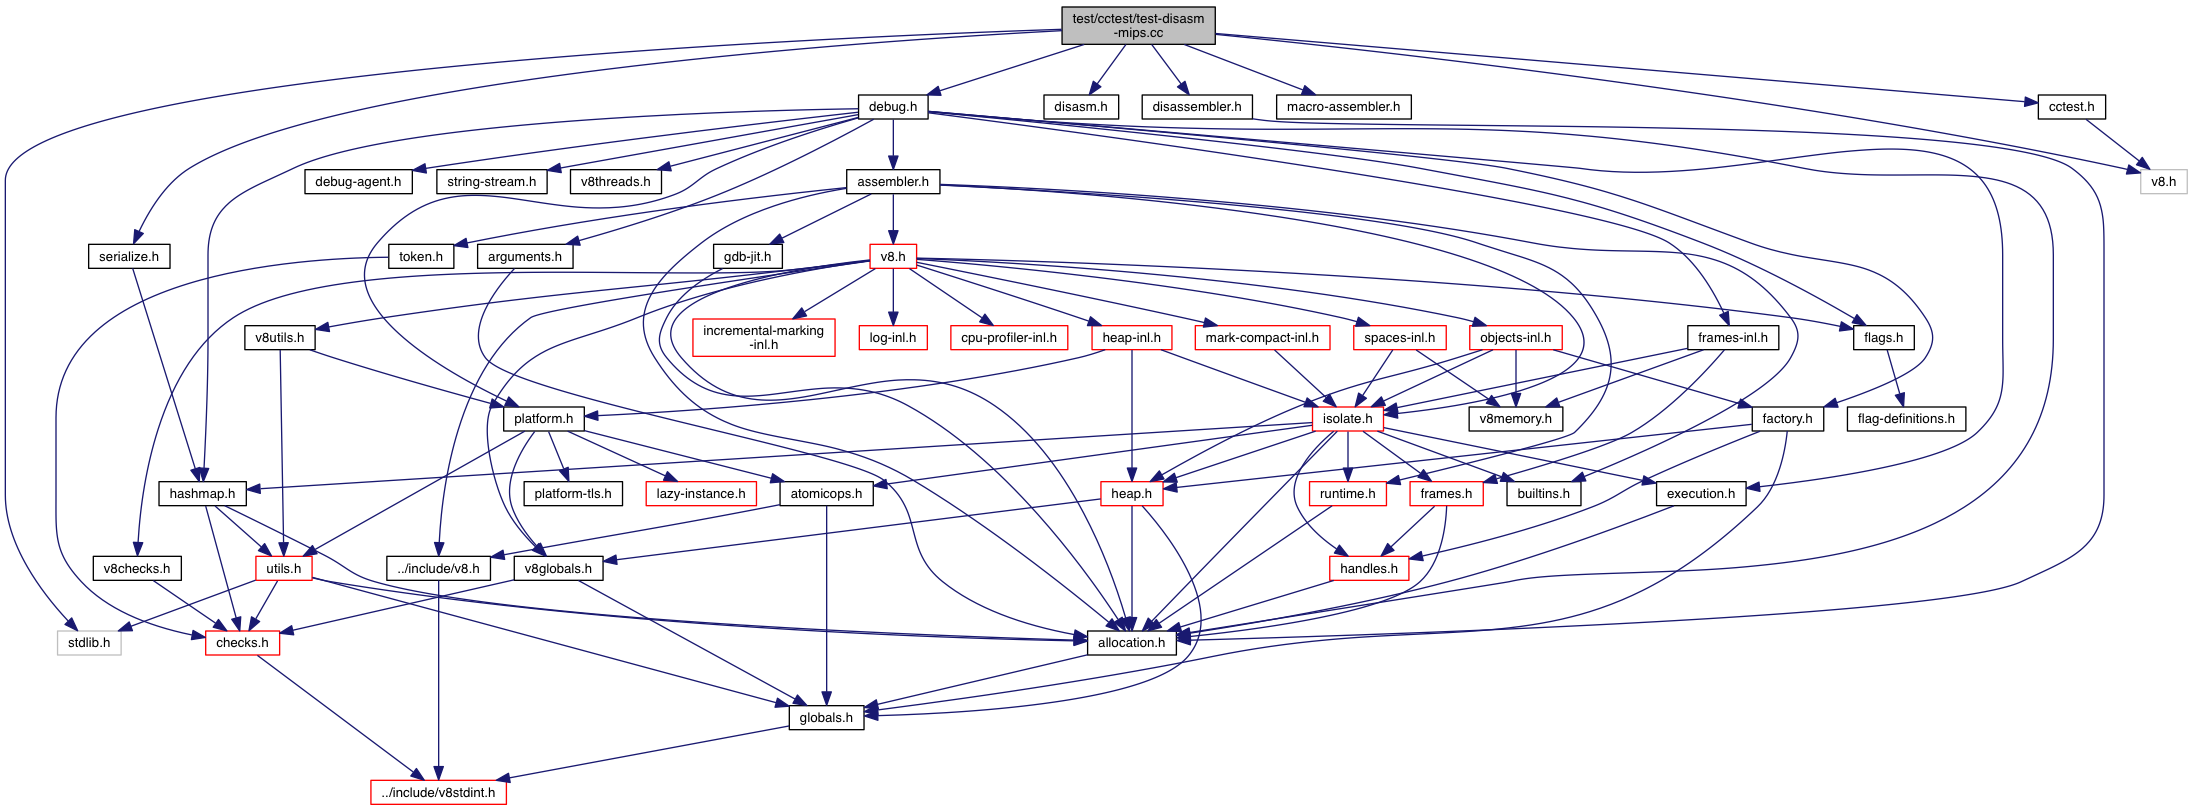 test/cctest/test-disasm
-mips.cc
debug.h
disasm.h
disassembler.h
macro-assembler.h
cctest.h
debug-agent.h
string-stream.h
v8threads.h
assembler.h
v8.h
serialize.h
token.h
arguments.h
gdb-jit.h
v8.h
v8utils.h
incremental-marking
-inl.h
log-inl.h
cpu-profiler-inl.h
heap-inl.h
mark-compact-inl.h
spaces-inl.h
objects-inl.h
frames-inl.h
flags.h
platform.h
isolate.h
v8memory.h
factory.h
flag-definitions.h
hashmap.h
platform-tls.h
lazy-instance.h
atomicops.h
heap.h
runtime.h
frames.h
builtins.h
execution.h
v8checks.h
utils.h
../include/v8.h
v8globals.h
handles.h
stdlib.h
checks.h
allocation.h
globals.h
../include/v8stdint.h